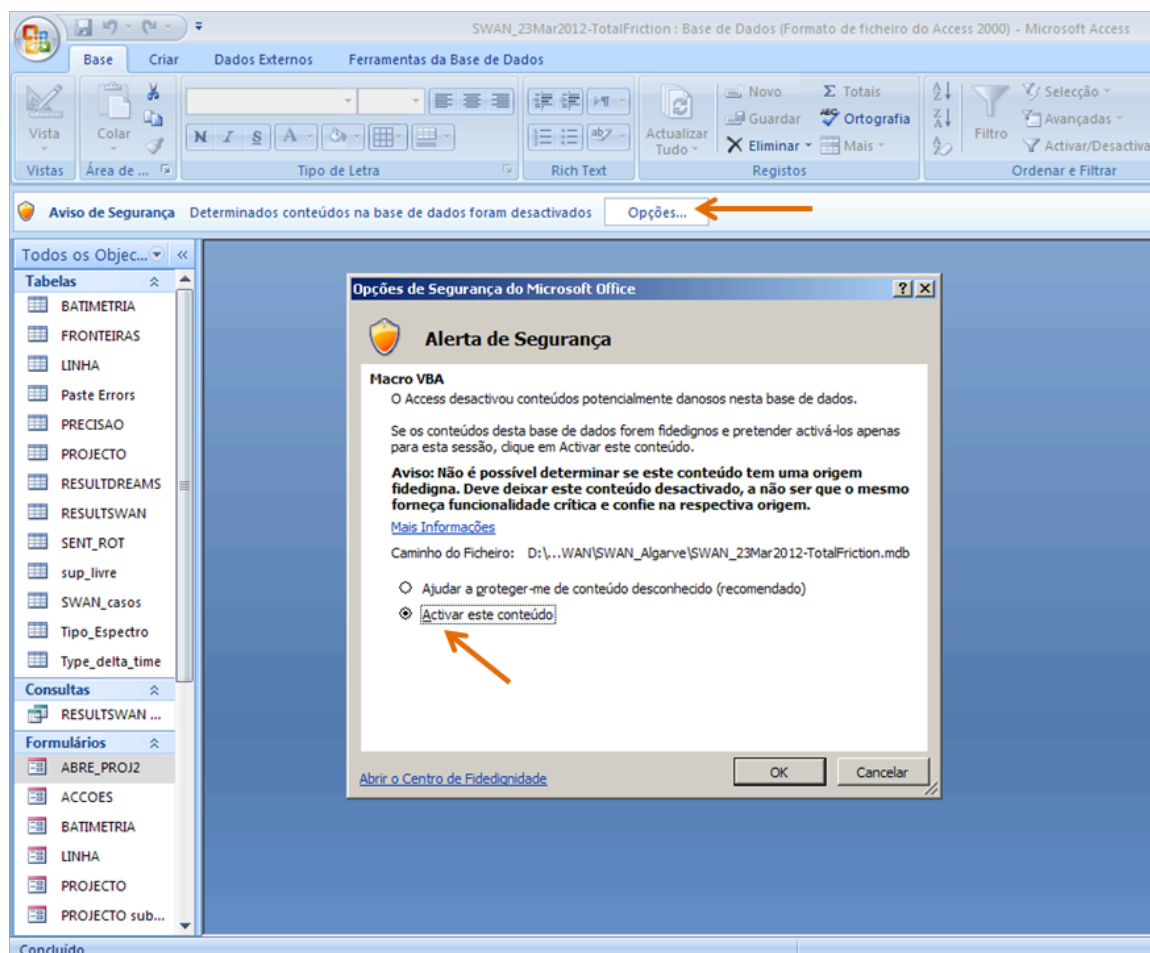 SWAN_23Mar2012-TotalFriction : Base de Dados (Formato de ficheiro do Access 2000) - Microsoft Access
Base Criar Dados Externos Ferramentas da Base de Dados
Vista
Colar
N I S A
Actualizar
Tudo
Novo
Guardar
Eliminar
Σ Totais
Ortografia
Mais
Filtro
Selecção
Avançadas
Activar/Desactiva
Vistas Área de ... Tipo de Letra Rich Text Registos Ordenar e Filtrar
Aviso de Segurança Determinados conteúdos na base de dados foram desactivados Opções...
Todos os Objec... «
Tabelas
BATIMETRIA
FRONTEIRAS
LINHA
Paste Errors
PRECISAO
PROJECTO
RESULTDREAMS
RESULTSWAN
SENT_ROT
sup_livre
SWAN_casos
Tipo_Espectro
Type_delta_time
Consultas
RESULTSWAN ...
Formulários
ABRE_PROJ2
ACCOES
BATIMETRIA
LINHA
PROJECTO
PROJECTO sub...
Opções de Segurança do Microsoft Office
Alerta de Segurança
Macro VBA
O Access desactivou conteúdos potencialmente danosos nesta base de dados.
Se os conteúdos desta base de dados forem fidedignos e pretender activá-los apenas
para esta sessão, clique em Activar este conteúdo.
Aviso: Não é possível determinar se este conteúdo tem uma origem
fidedigna. Deve deixar este conteúdo desactivado, a não ser que o mesmo
forneça funcionalidade crítica e confie na respectiva origem.
Mais Informações
Caminho do Ficheiro: D:\...WAN\SWAN_Algarve\SWAN_23Mar2012-TotalFriction.mdb
Ajudar a proteger-me de conteúdo desconhecido (recomendado)
Activar este conteúdo
Abrir o Centro de Fidedignidade
OK Cancelar
Concluído